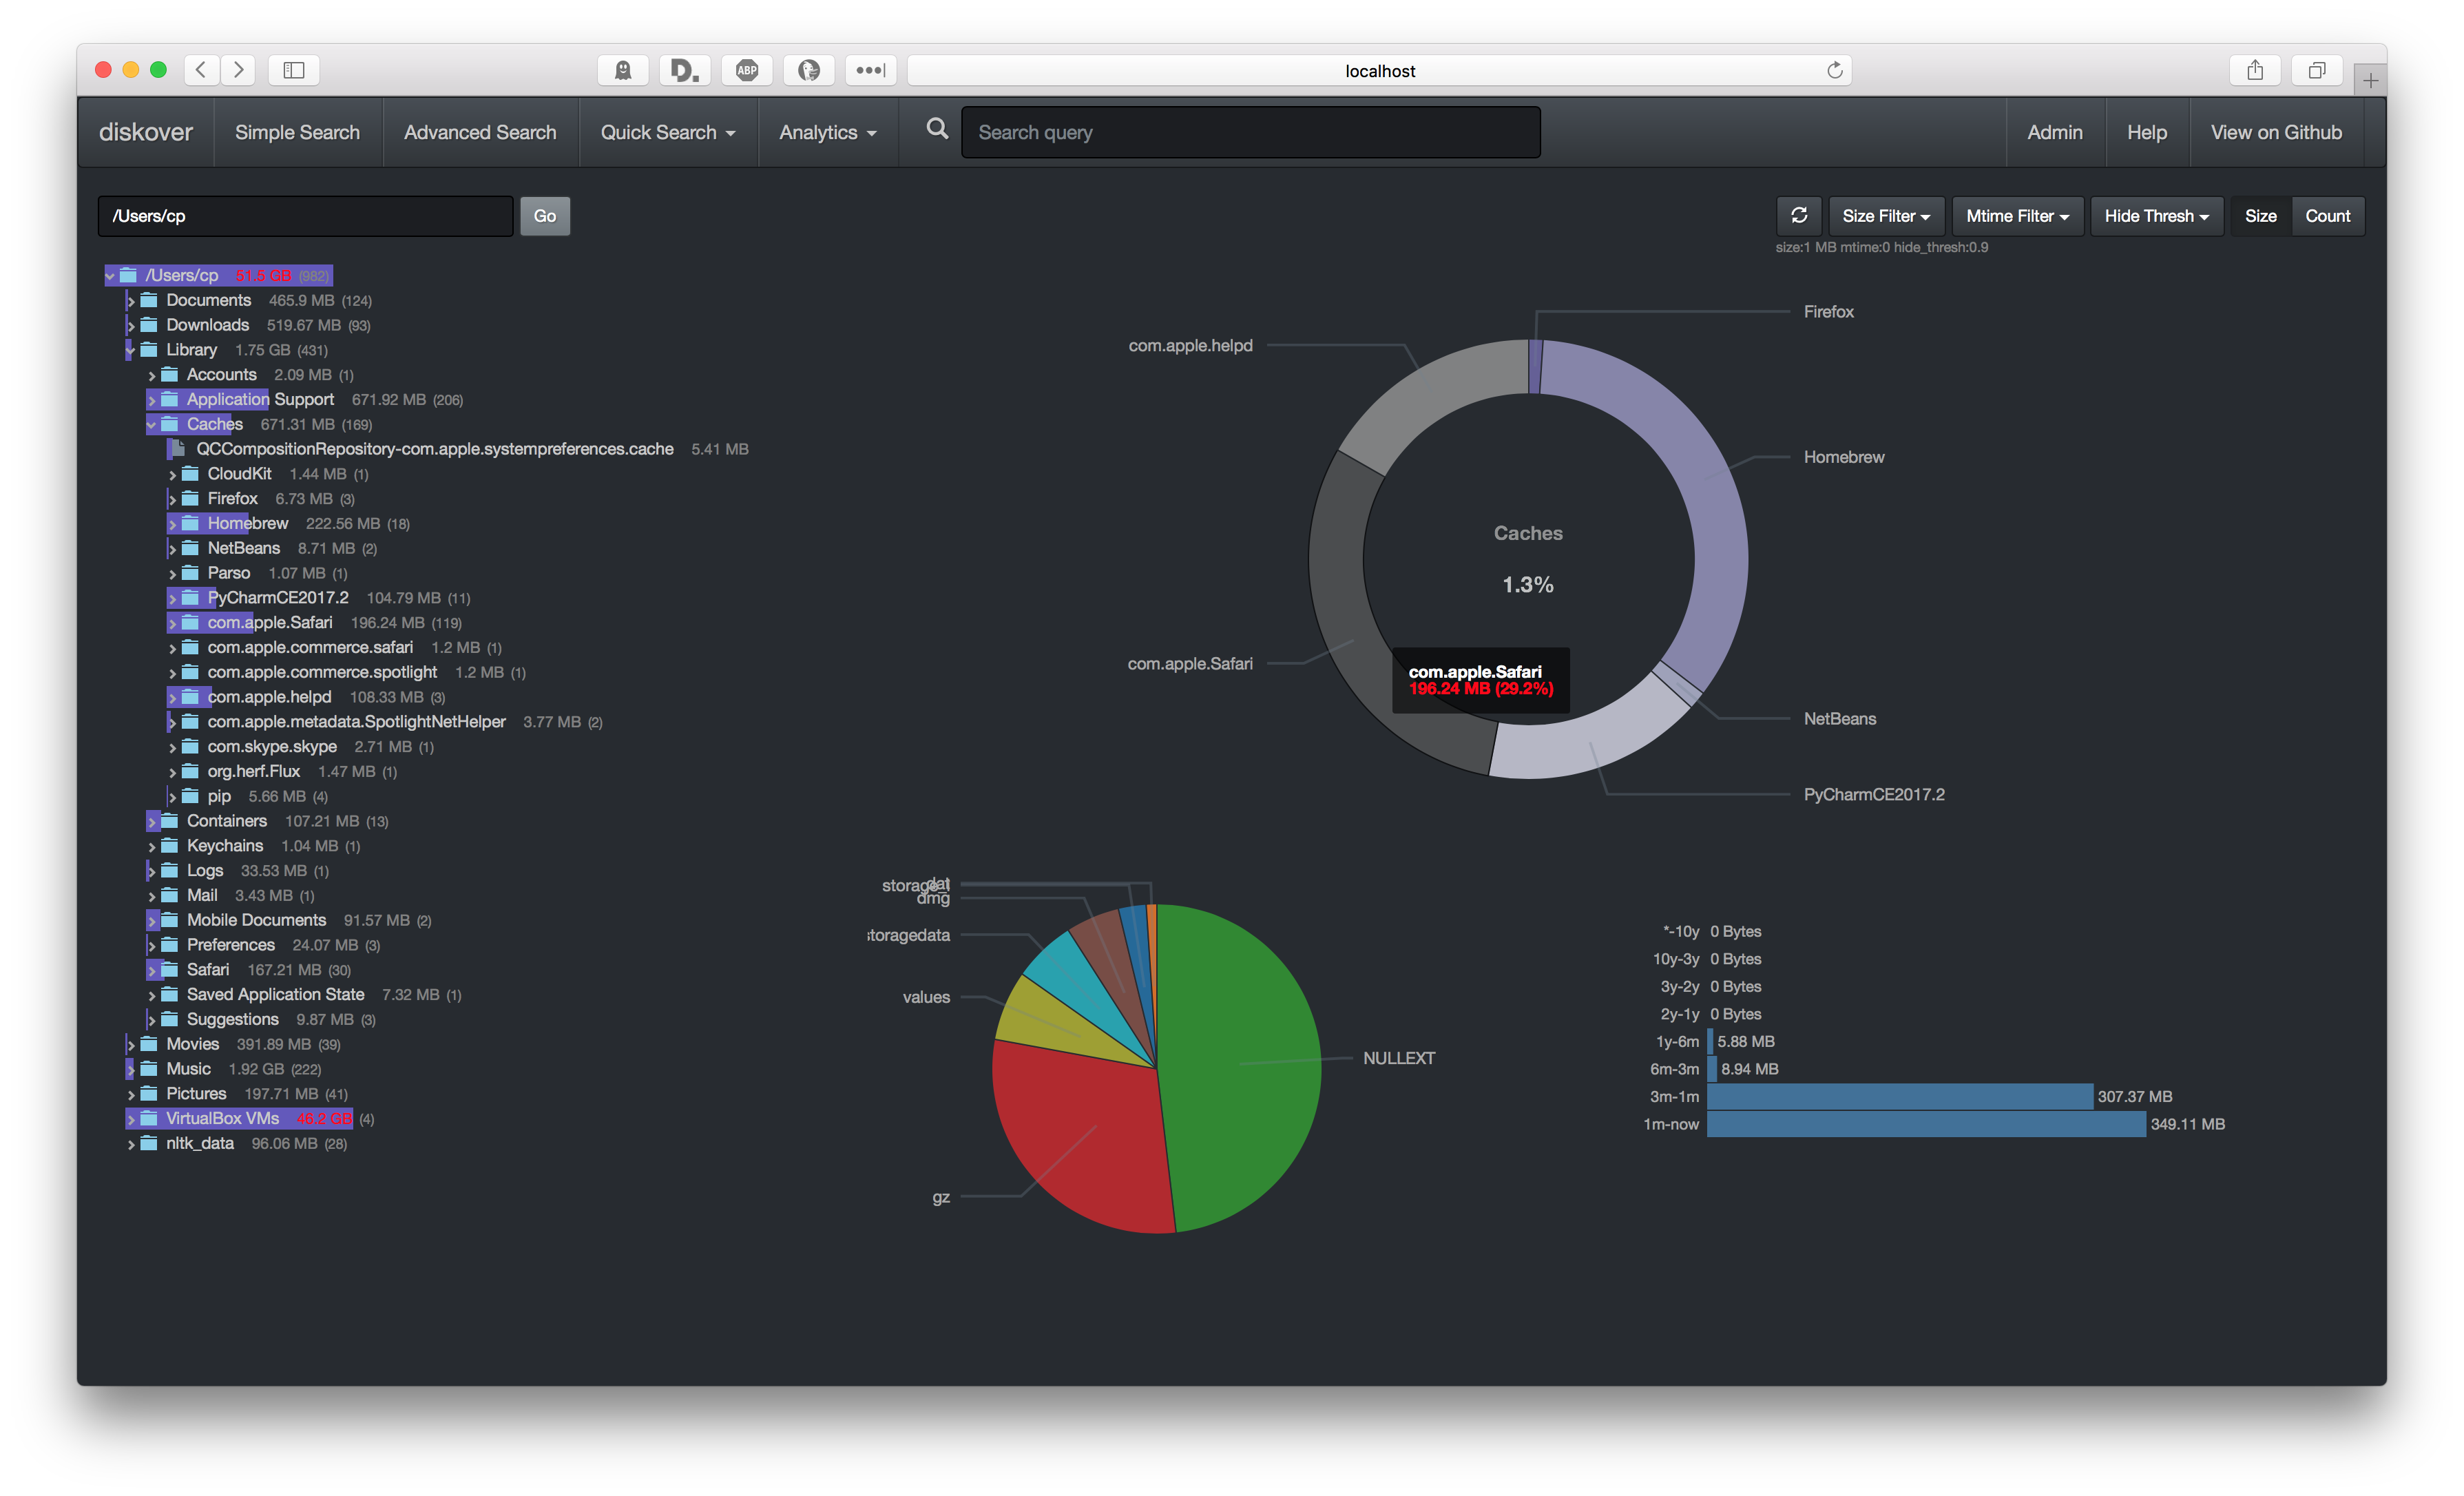 localhost
ABP
D.
diskover Simple Search Advanced Search Quick Search Analytics Search query Admin Help View on Github
/Users/cp Go Size Filter Mtime Filter Hide Thresh Size Count
size:1 MB mtime:0 hide_thresh:0.9
/Users/cp 51.5 GB (982)
Documents 465.9 MB (124)
Downloads 519.67 MB (93)
Library 1.75 GB (431)
Accounts 2.09 MB (1)
Application Support 671.92 MB (206)
Caches 671.31 MB (169)
QCCompositionRepository-com.apple.systempreferences.cache 5.41 MB
CloudKit 1.44 MB (1)
Firefox 6.73 MB (3)
Homebrew 222.56 MB (18)
NetBeans 8.71 MB (2)
Parso 1.07 MB (1)
PyCharmCE2017.2 104.79 MB (11)
com.apple.Safari 196.24 MB (119)
com.apple.commerce.safari 1.2 MB (1)
com.apple.commerce.spotlight 1.2 MB (1)
com.apple.helpd 108.33 MB (3)
com.apple.metadata.SpotlightNetHelper 3.77 MB (2)
com.skype.skype 2.71 MB (1)
org.herf.Flux 1.47 MB (1)
pip 5.66 MB (4)
Containers 107.21 MB (13)
Keychains 1.04 MB (1)
Logs 33.53 MB (1)
Mail 3.43 MB (1)
Mobile Documents 91.57 MB (2)
Preferences 24.07 MB (3)
Safari 167.21 MB (30)
Saved Application State 7.32 MB (1)
Suggestions 9.87 MB (3)
Movies 391.89 MB (39)
Music 1.92 GB (222)
Pictures 197.71 MB (41)
VirtualBox VMs 46.2 GB (4)
nltk_data 96.06 MB (28)
Firefox
com.apple.helpd
Homebrew
Caches
1.3%
com.apple.Safari
com.apple.Safari
196.24 MB (29.2%)
NetBeans
PyCharmCE2017.2
dat
dmg
toragedata
values
NULLEXT
gz
*-10y 0 Bytes
10y-3y 0 Bytes
3y-2y 0 Bytes
2y-1y 0 Bytes
1y-6m 5.88 MB
6m-3m 8.94 MB
3m-1m 307.37 MB
1m-now 349.11 MB